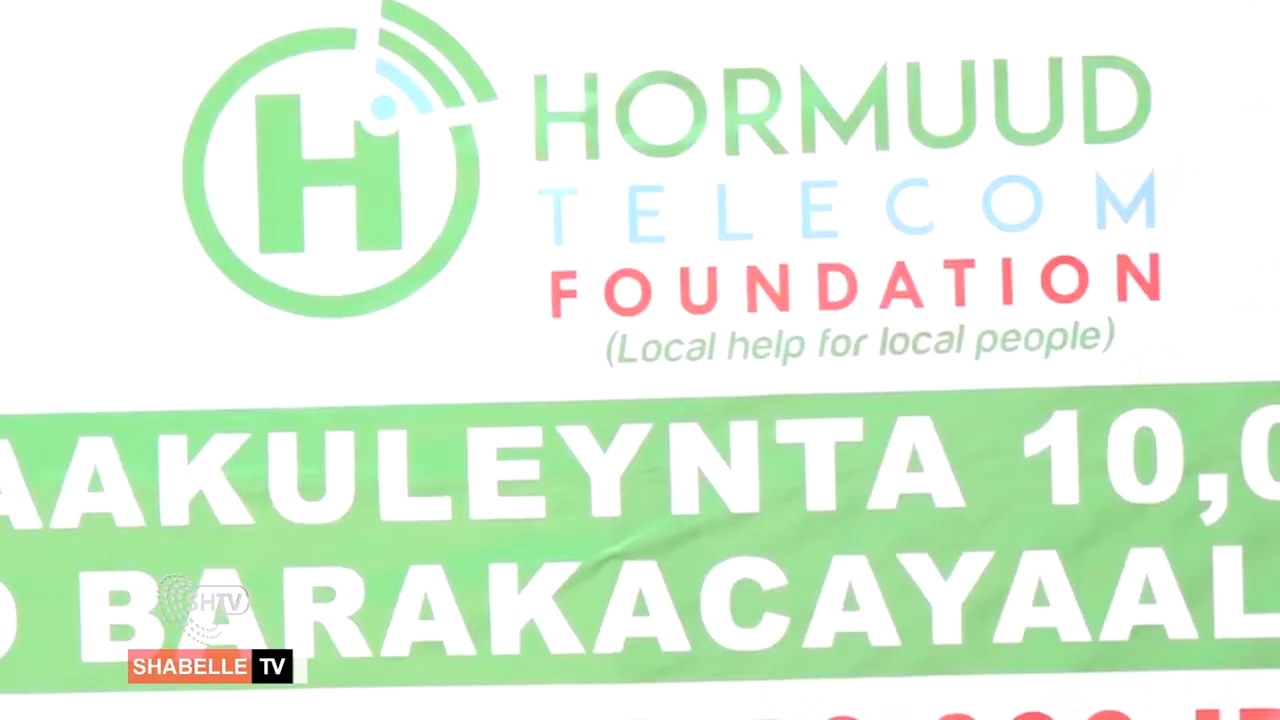 HORMUUD
TELECOM
FOUNDATION
(Local help for local people)
AAKULEYNTA 10,0
BARAKACAYAAL
SHTV
SHABELLE TV